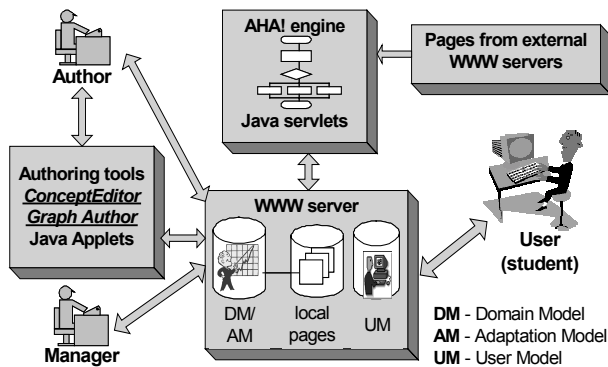 AHA! engine
Java servlets
Pages from external
WWW servers
Author
Authoring tools
ConceptEditor
Graph Author
Java Applets
WWW server
DM/
AM
local
pages
UM
User
(student)
Manager
DM - Domain Model
AM - Adaptation Model
UM - User Model